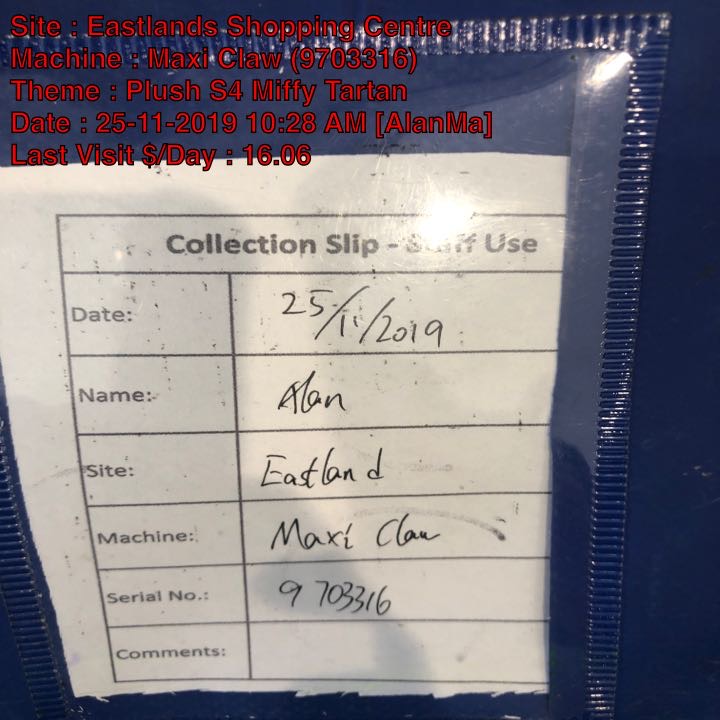 Site : Eastlands Shopping Centre
Machine : Maxi Claw (9703316)
Theme : Plush S4 Miffy Tartan
Date : 25-11-2019 10:28 AM [AlanMa]
Last Visit $/Day : 16.06
Collection Slip - Staff Use
Date: 25/11/2019
Name:- Alan
Site: Eastland
Machine: Maxi Claw
Serial No.: 9703316
Comments: